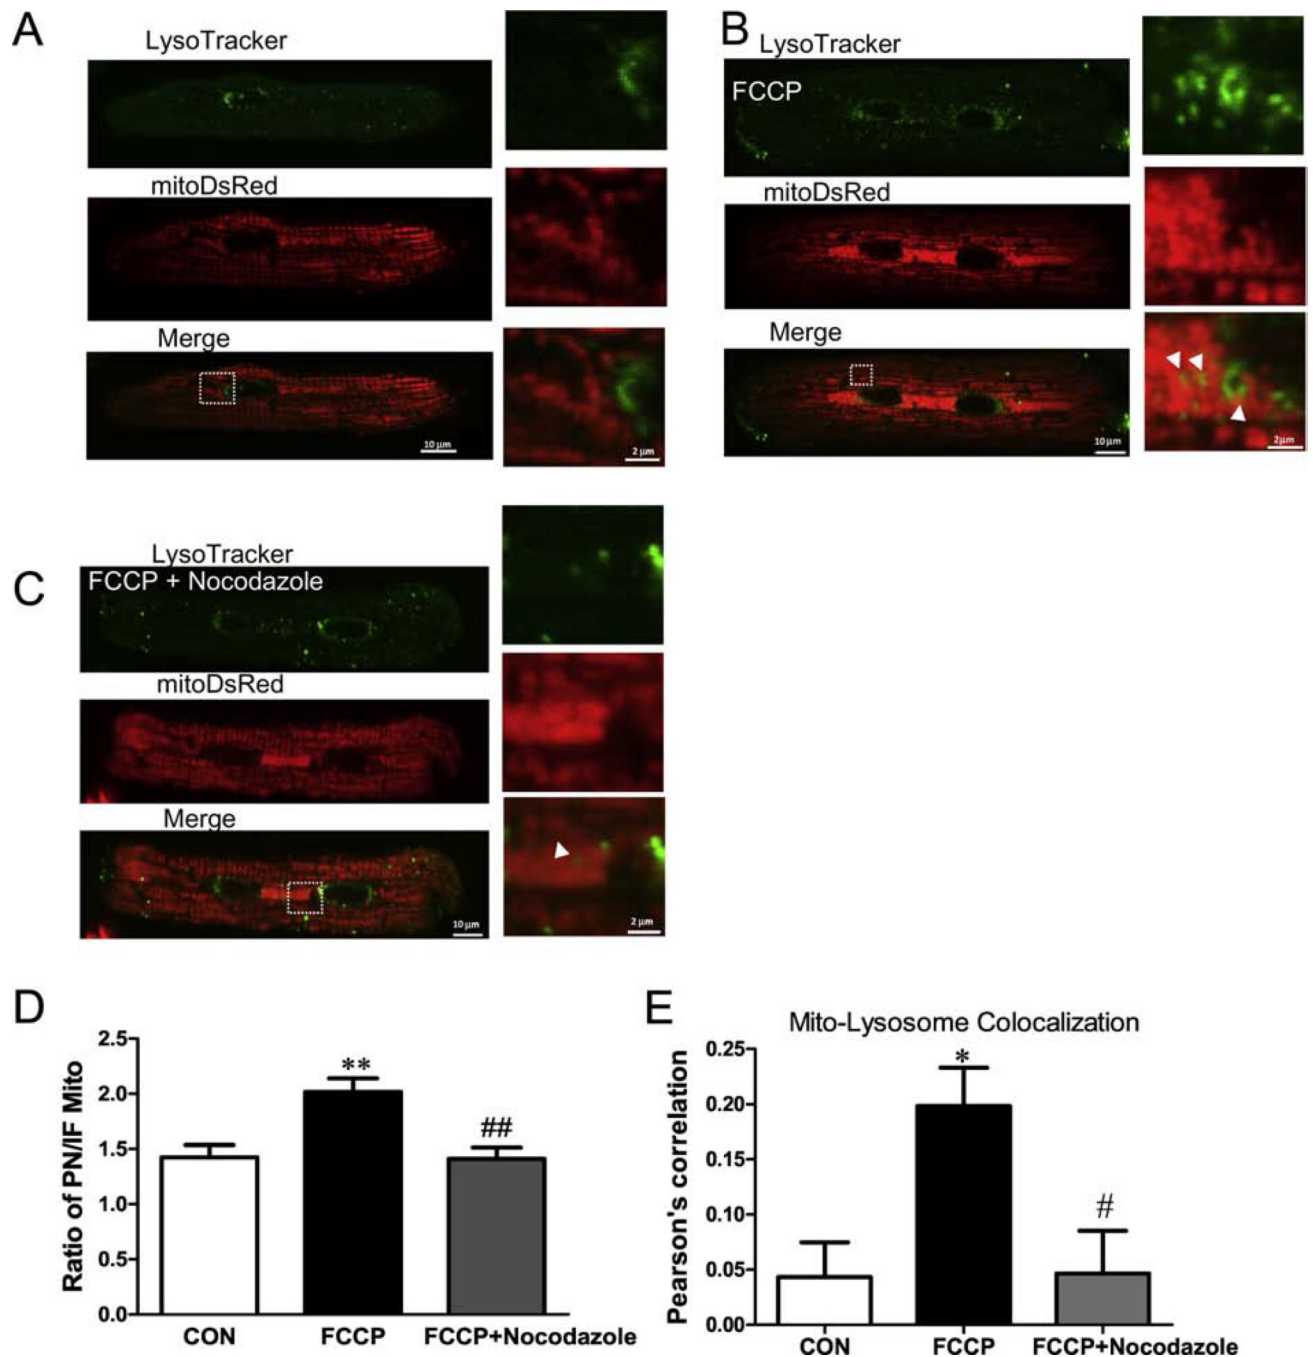 A
LysoTracker
mitoDsRed
Merge
10 µm
2 µm
B
LysoTracker
FCCP
mitoDsRed
Merge
10 µm
2µm
C
LysoTracker
FCCP + Nocodazole
mitoDsRed
Merge
10 µm
2 µm
D
Ratio of PN/IF Mito
2.5
2.0
1.5
1.0
0.5
0.0
**
##
CON
FCCP
FCCP+Nocodazole
E
Mito-Lysosome Colocalization
Pearson's correlation
0.25
0.20
0.15
0.10
0.05
0.00
*
#
CON
FCCP
FCCP+Nocodazole